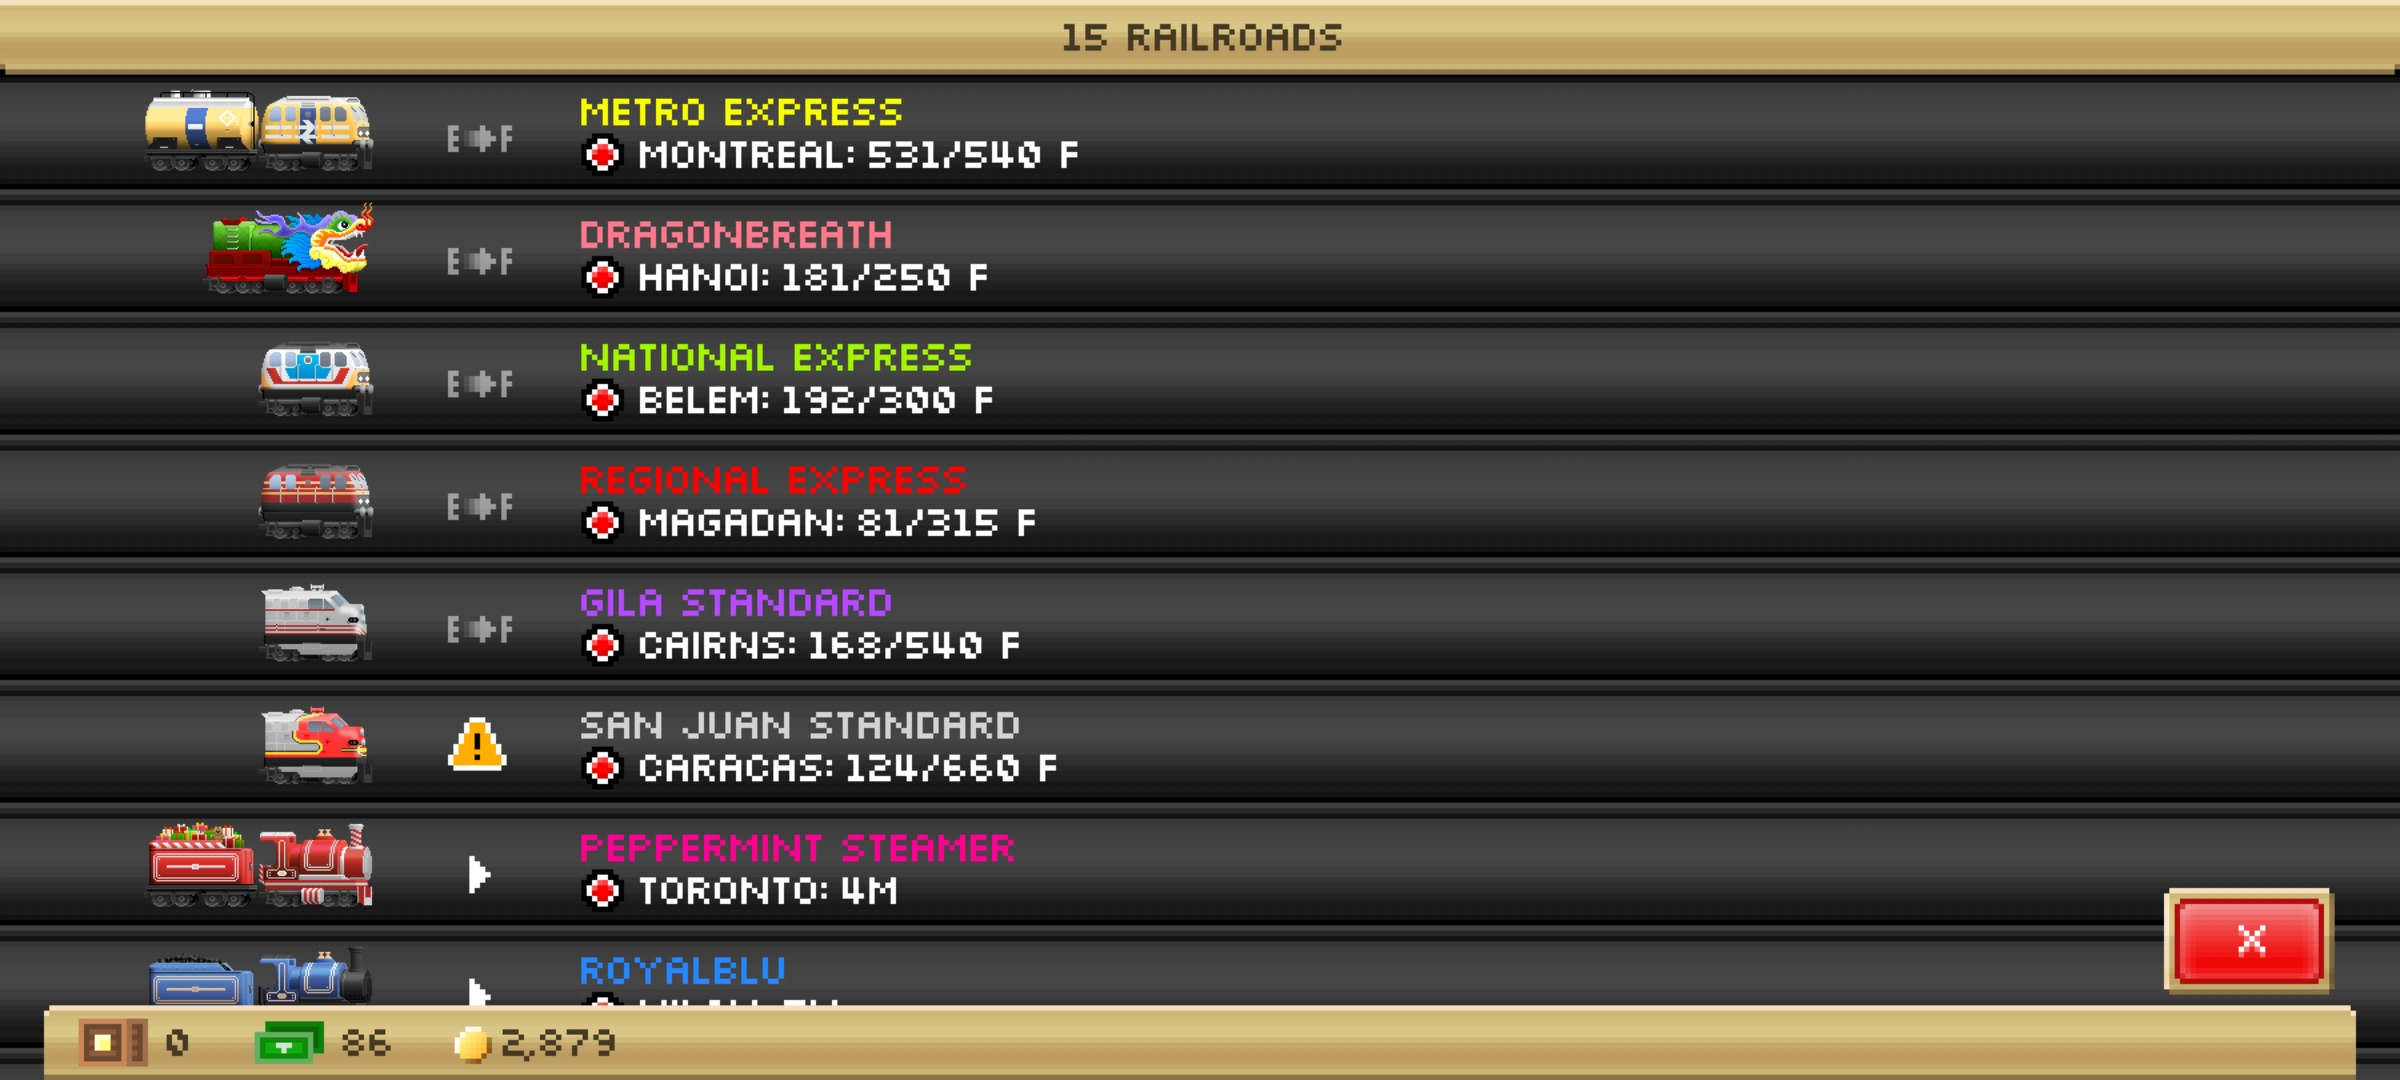 15 RAILROADS
METRO EXPRESS
E F
MONTREAL: 531/540 F
DRAGONBREATH
E F
HANOI: 181/250 F
NATIONAL EXPRESS
E F
BELEM: 192/300 F
REGIONAL EXPRESS
E F
MAGADAN: 81/315 F
GILA STANDARD
E F
CAIRNS: 168/540 F
SAN JUAN STANDARD
!
CARACAS: 124/660 F
PEPPERMINT STEAMER
TORONTO: 4M
X
ROYALBLU
0 86 2,879